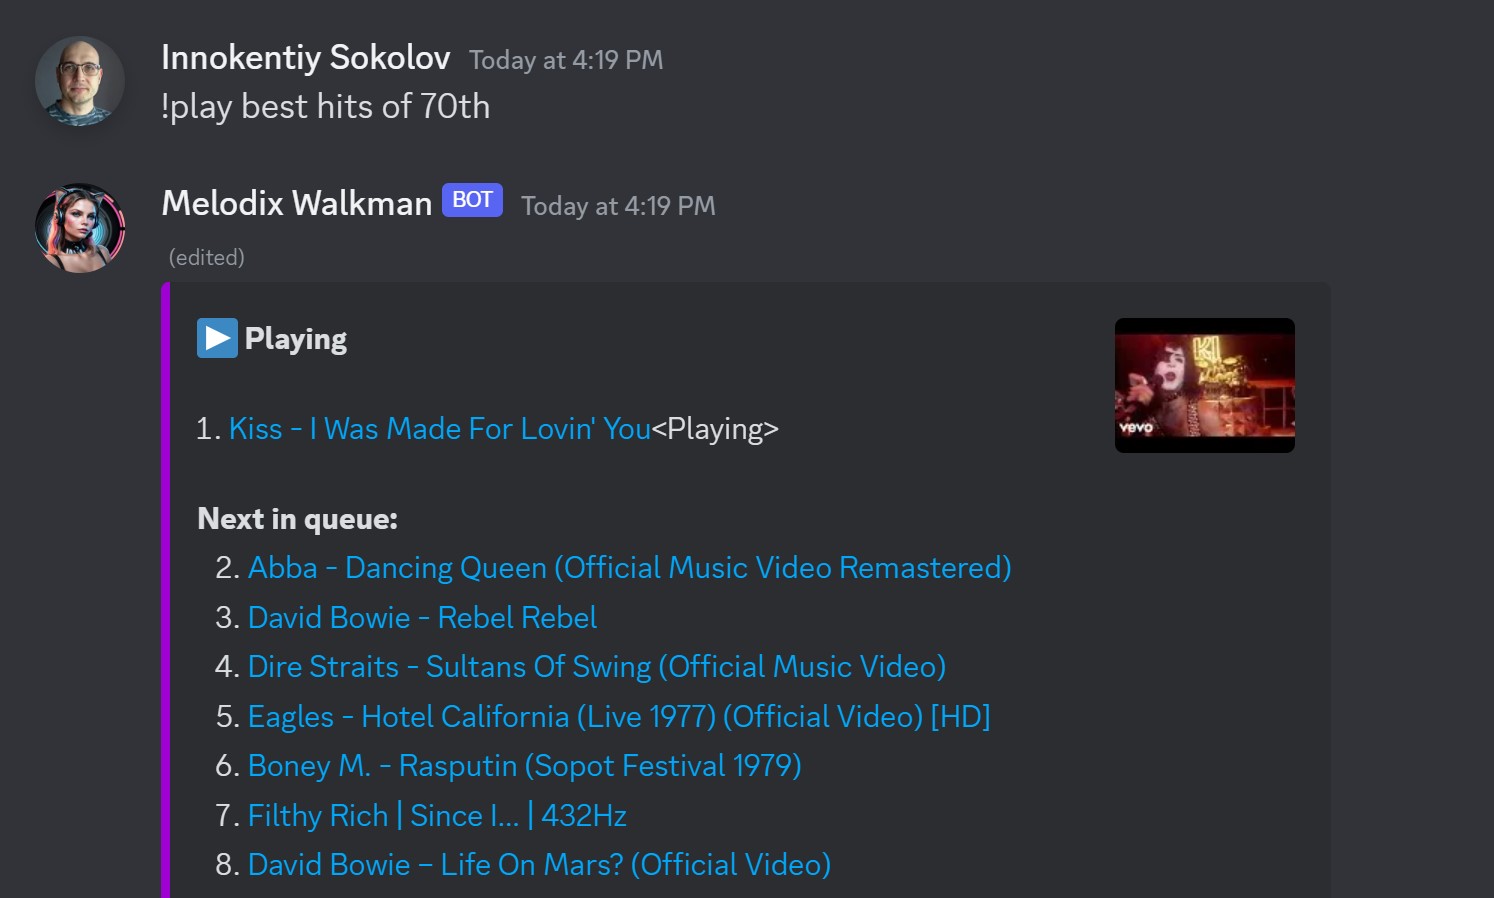 Innokentiy Sokolov Today at 4:19 PM
!play best hits of 70th
Melodix Walkman BOT Today at 4:19 PM
(edited)
Playing
1. Kiss - I Was Made For Lovin' You<Playing>
KI
vevo
Next in queue:
2. Abba - Dancing Queen (Official Music Video Remastered)
3. David Bowie - Rebel Rebel
4. Dire Straits - Sultans Of Swing (Official Music Video)
5. Eagles - Hotel California (Live 1977) (Official Video) [HD]
6. Boney M. - Rasputin (Sopot Festival 1979)
7. Filthy Rich | Since I... | 432Hz
8. David Bowie – Life On Mars? (Official Video)